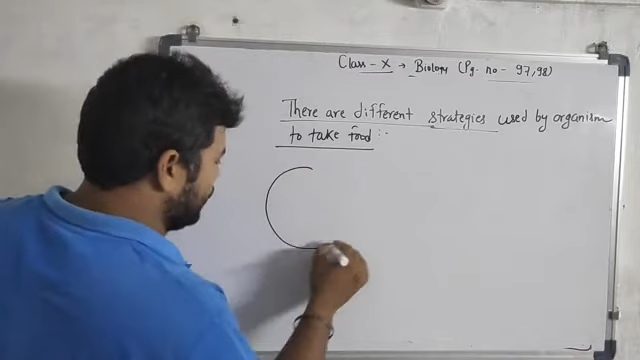 Class - X → Biology (Pg. no - 97,98)
There are different strategies used by organism
to take food :-